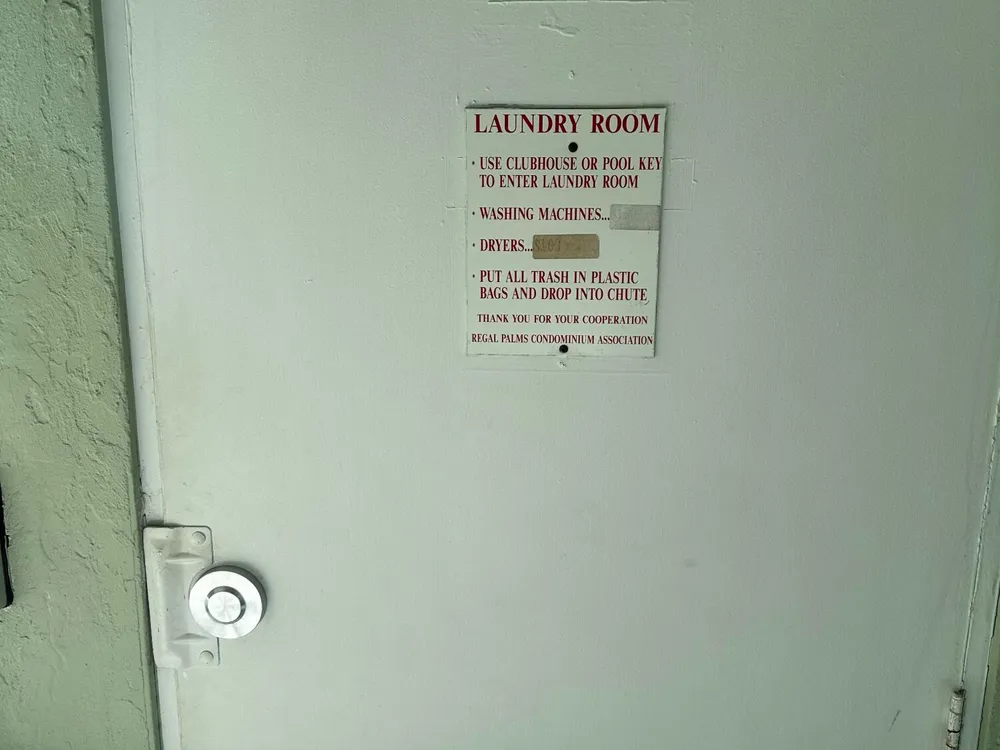 LAUNDRY ROOM
• USE CLUBHOUSE OR POOL KEY
TO ENTER LAUNDRY ROOM
• WASHING MACHINES...
• DRYERS...
• PUT ALL TRASH IN PLASTIC
BAGS AND DROP INTO CHUTE
THANK YOU FOR YOUR COOPERATION
REGAL PALMS CONDOMINIUM ASSOCIATION